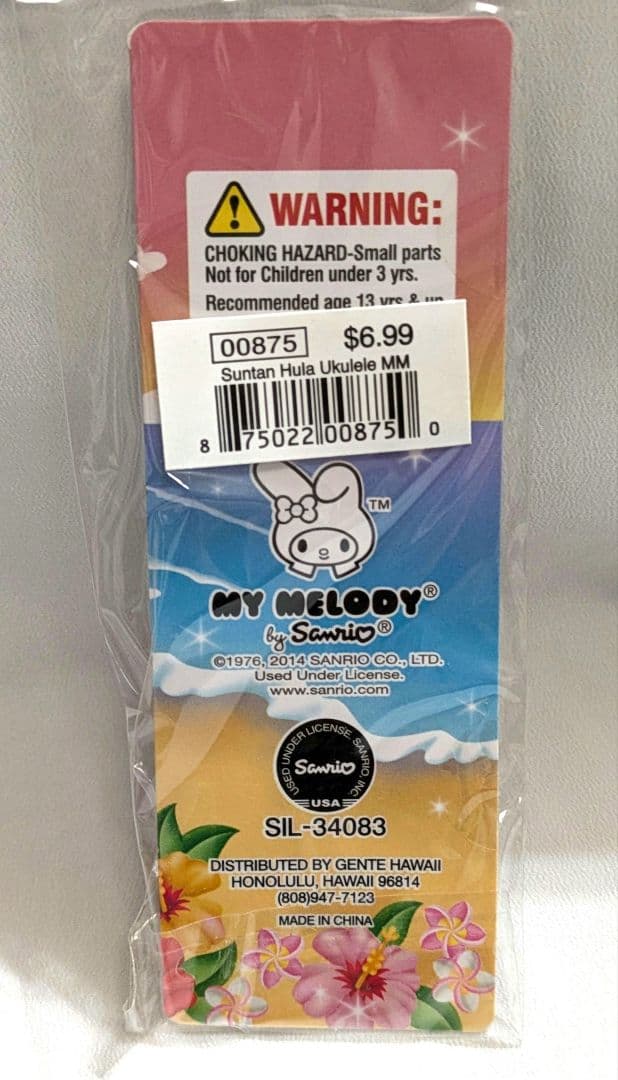 WARNING:
CHOKING HAZARD-Small parts
Not for Children under 3 yrs.
Recommended age 13 yrs & up
00875 $6.99
Suntan Hula Ukulele MM
8 75022 00875 0
TM
MY MELODY®
by Sanrio®
©1976, 2014 SANRIO CO., LTD.
Used Under License.
www.sanrio.com
USED UNDER LICENSE SANRIO, INC.
Sanrio
USA
SIL-34083
DISTRIBUTED BY GENTE HAWAII
HONOLULU, HAWAII 96814
(808)947-7123
MADE IN CHINA